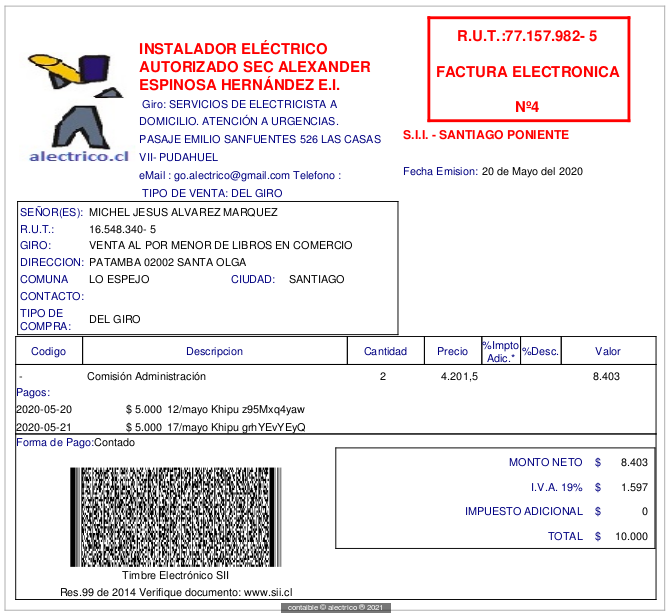 INSTALADOR ELÉCTRICO
AUTORIZADO SEC ALEXANDER
ESPINOSA HERNÁNDEZ E.I.
Giro: SERVICIOS DE ELECTRICISTA A
DOMICILIO. ATENCIÓN A URGENCIAS.
PASAJE EMILIO SANFUENTES 526 LAS CASAS
VII- PUDAHUEL
eMail : go.alectrico@gmail.com Telefono :
TIPO DE VENTA: DEL GIRO
alectrico.cl
R.U.T.:77.157.982- 5
FACTURA ELECTRONICA
Nº4
S.I.I. - SANTIAGO PONIENTE
Fecha Emision: 20 de Mayo del 2020
SEÑOR(ES): MICHEL JESUS ALVAREZ MARQUEZ
R.U.T.: 16.548.340- 5
GIRO: VENTA AL POR MENOR DE LIBROS EN COMERCIO
DIRECCION: PATAMBA 02002 SANTA OLGA
COMUNA LO ESPEJO CIUDAD: SANTIAGO
CONTACTO:
TIPO DE COMPRA: DEL GIRO
Codigo Descripcion Cantidad Precio %Impto Adic.* %Desc. Valor
- Comisión Administración 2 4.201,5 8.403
Pagos:
2020-05-20 $ 5.000 12/mayo Khipu z95Mxq4yaw
2020-05-21 $ 5.000 17/mayo Khipu grhYEvYEyQ
Forma de Pago:Contado
MONTO NETO $ 8.403
I.V.A. 19% $ 1.597
IMPUESTO ADICIONAL $ 0
TOTAL $ 10.000
Timbre Electrónico SII
Res.99 de 2014 Verifique documento: www.sii.cl
contaible © alectrico ® 2021